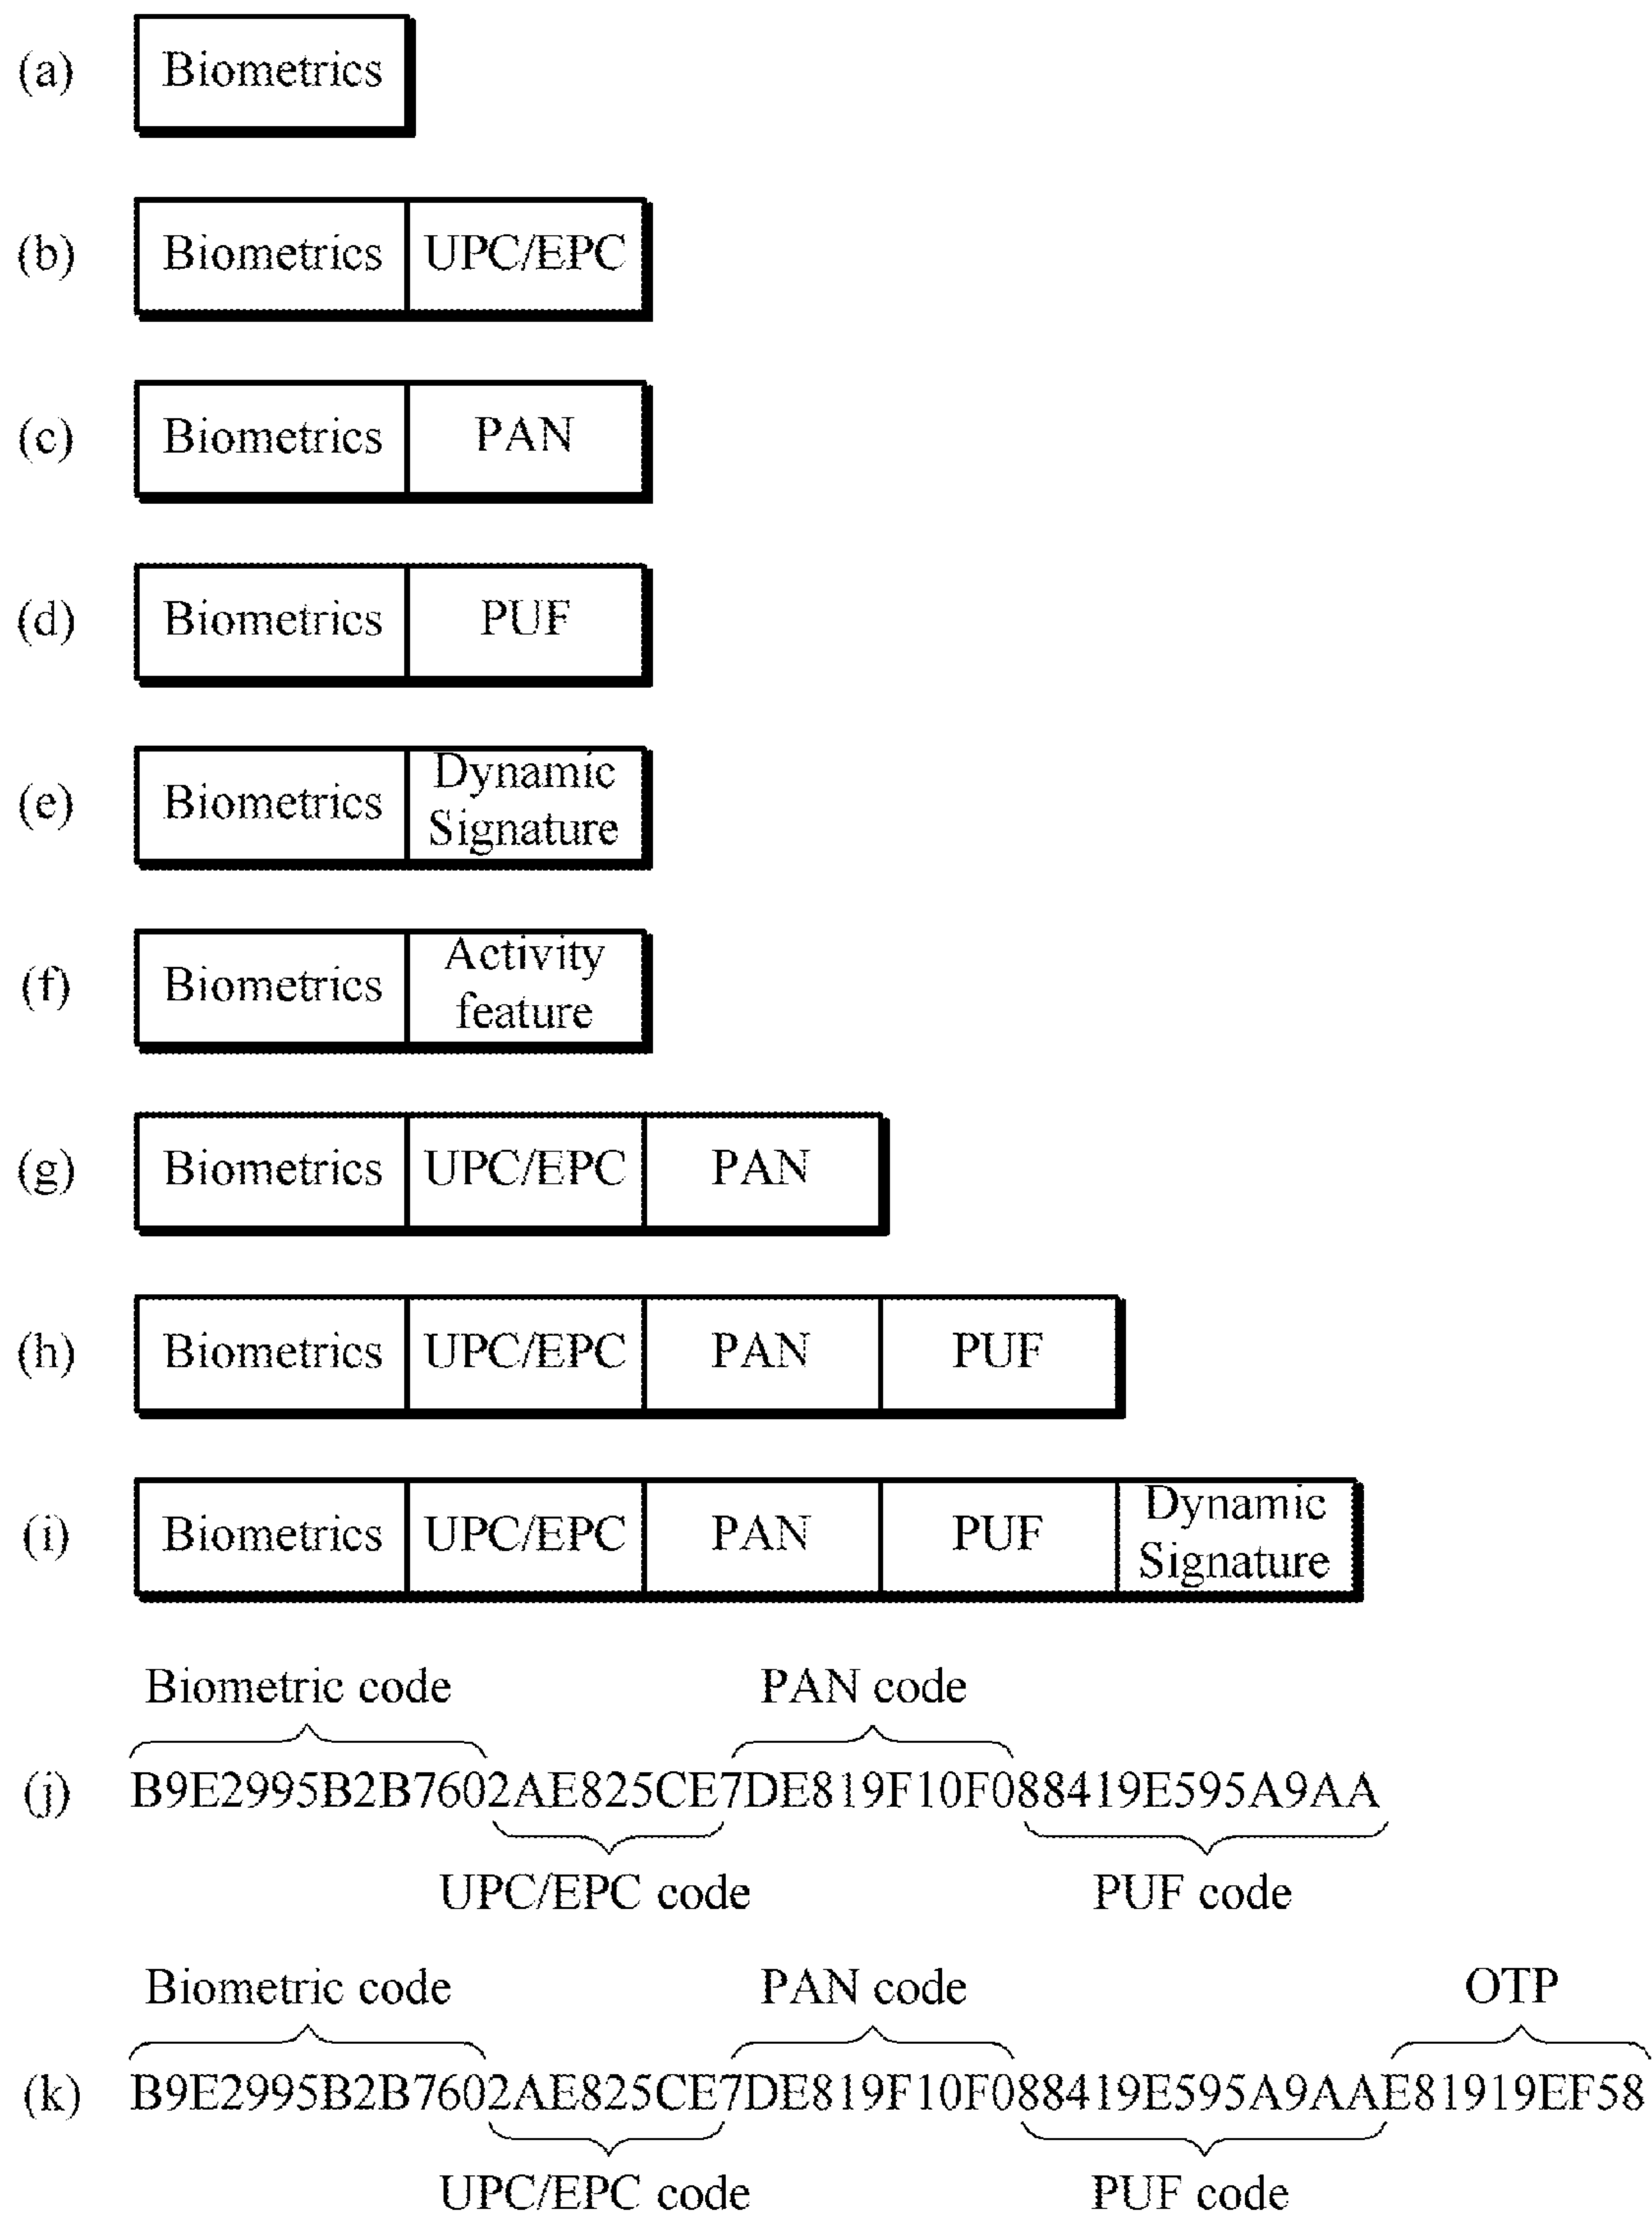 (a) Biometrics
(b) Biometrics UPC/EPC
(c) Biometrics PAN
(d) Biometrics PUF
(e) Biometrics Dynamic
Signature
(f) Biometrics Activity
feature
(g) Biometrics UPC/EPC PAN
(h) Biometrics UPC/EPC PAN PUF
(i) Biometrics UPC/EPC PAN PUF Dynamic
Signature
Biometric code PAN code
(j) B9E2995B2B7602AE825CE7DE819F10F088419E595A9AA
UPC/EPC code PUF code
Biometric code PAN code OTP
(k) B9E2995B2B7602AE825CE7DE819F10F088419E595A9AAE81919EF58
UPC/EPC code PUF code